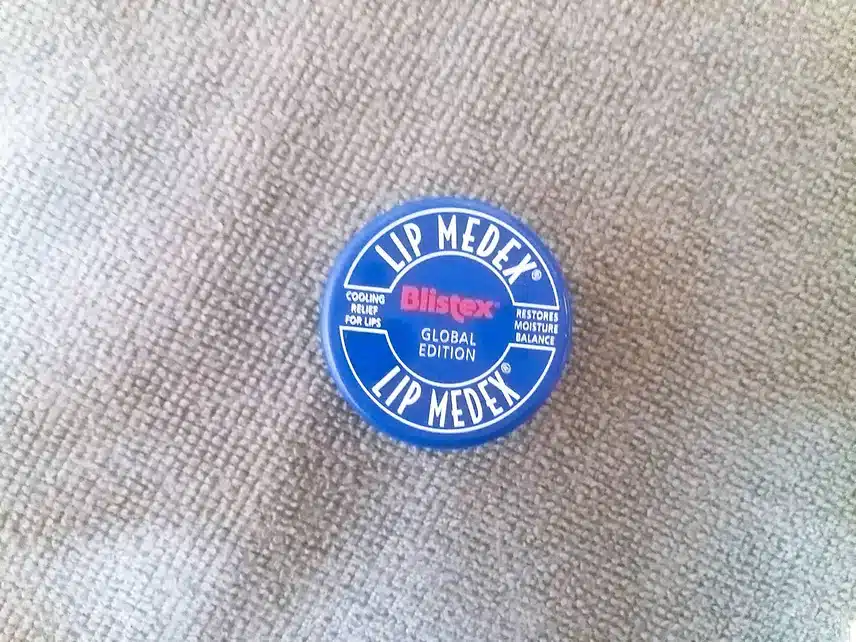 LIP MEDEX®
COOLING
RELIEF
FOR LIPS
Blistex®
GLOBAL
EDITION
RESTORES
MOISTURE
BALANCE
LIP MEDEX®